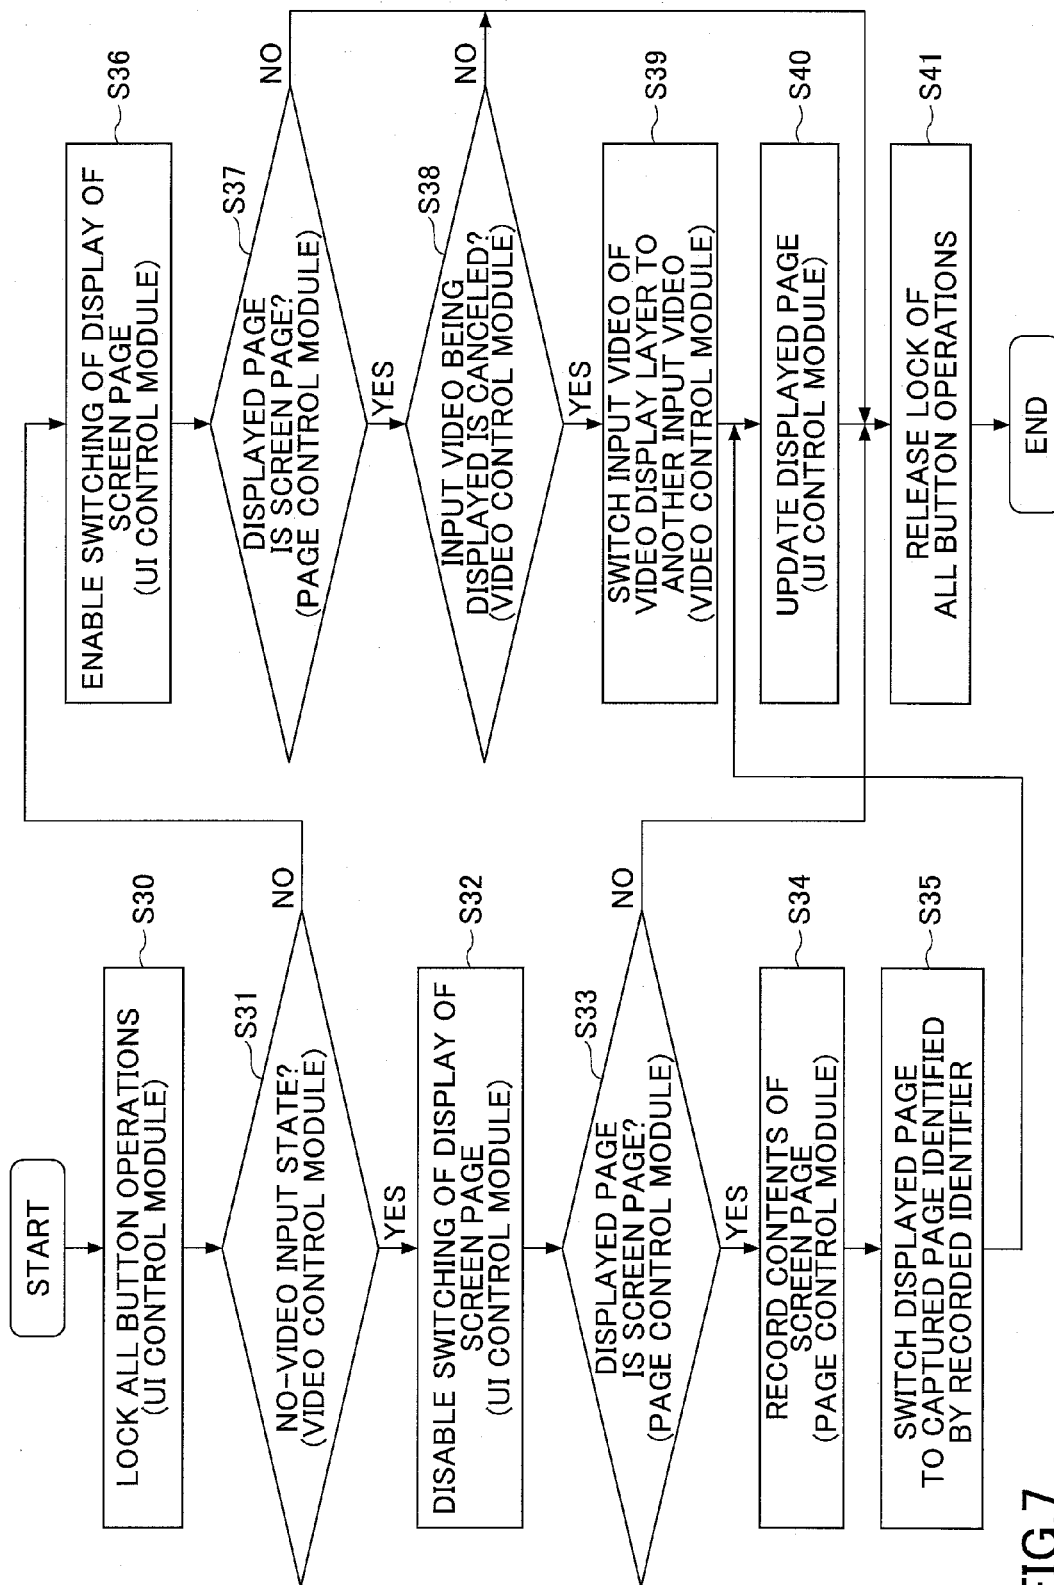 FIG.7
START
LOCK ALL BUTTON OPERATIONS
(UI CONTROL MODULE)
S30
NO-VIDEO INPUT STATE?
(VIDEO CONTROL MODULE)
S31
NO
YES
DISABLE SWITCHING OF DISPLAY OF
SCREEN PAGE
(UI CONTROL MODULE)
S32
DISPLAYED PAGE
IS SCREEN PAGE?
(PAGE CONTROL MODULE)
S33
NO
YES
RECORD CONTENTS OF
SCREEN PAGE
(PAGE CONTROL MODULE)
S34
SWITCH DISPLAYED PAGE
TO CAPTURED PAGE IDENTIFIED
BY RECORDED IDENTIFIER
S35
ENABLE SWITCHING OF DISPLAY OF
SCREEN PAGE
(UI CONTROL MODULE)
S36
DISPLAYED PAGE
IS SCREEN PAGE?
(PAGE CONTROL MODULE)
S37
NO
YES
INPUT VIDEO BEING
DISPLAYED IS CANCELED?
(VIDEO CONTROL MODULE)
S38
NO
YES
SWITCH INPUT VIDEO OF
VIDEO DISPLAY LAYER TO
ANOTHER INPUT VIDEO
(VIDEO CONTROL MODULE)
S39
UPDATE DISPLAYED PAGE
(UI CONTROL MODULE)
S40
RELEASE LOCK OF
ALL BUTTON OPERATIONS
S41
END